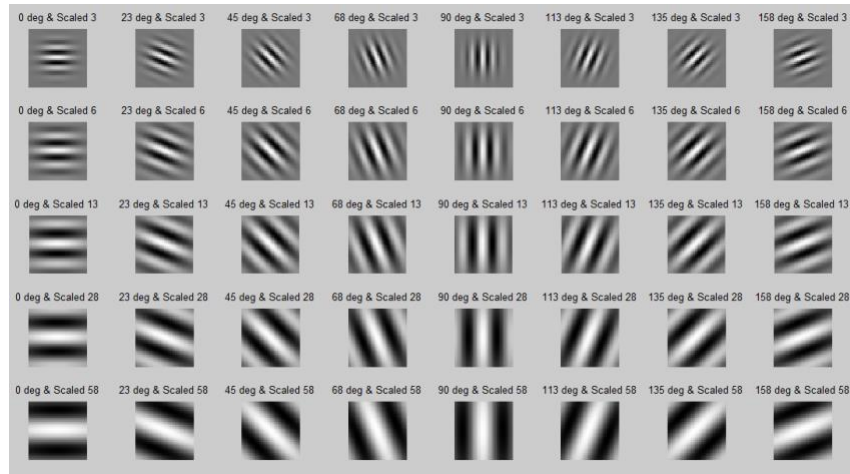 0 deg & Scaled 3 23 deg & Scaled 3 45 deg & Scaled 3 68 deg & Scaled 3 90 deg & Scaled 3 113 deg & Scaled 3 135 deg & Scaled 3 158 deg & Scaled 3
0 deg & Scaled 6 23 deg & Scaled 6 45 deg & Scaled 6 68 deg & Scaled 6 90 deg & Scaled 6 113 deg & Scaled 6 135 deg & Scaled 6 158 deg & Scaled 6
0 deg & Scaled 13 23 deg & Scaled 13 45 deg & Scaled 13 68 deg & Scaled 13 90 deg & Scaled 13 113 deg & Scaled 13 135 deg & Scaled 13 158 deg & Scaled 13
0 deg & Scaled 28 23 deg & Scaled 28 45 deg & Scaled 28 68 deg & Scaled 28 90 deg & Scaled 28 113 deg & Scaled 28 135 deg & Scaled 28 158 deg & Scaled 28
0 deg & Scaled 58 23 deg & Scaled 58 45 deg & Scaled 58 68 deg & Scaled 58 90 deg & Scaled 58 113 deg & Scaled 58 135 deg & Scaled 58 158 deg & Scaled 58